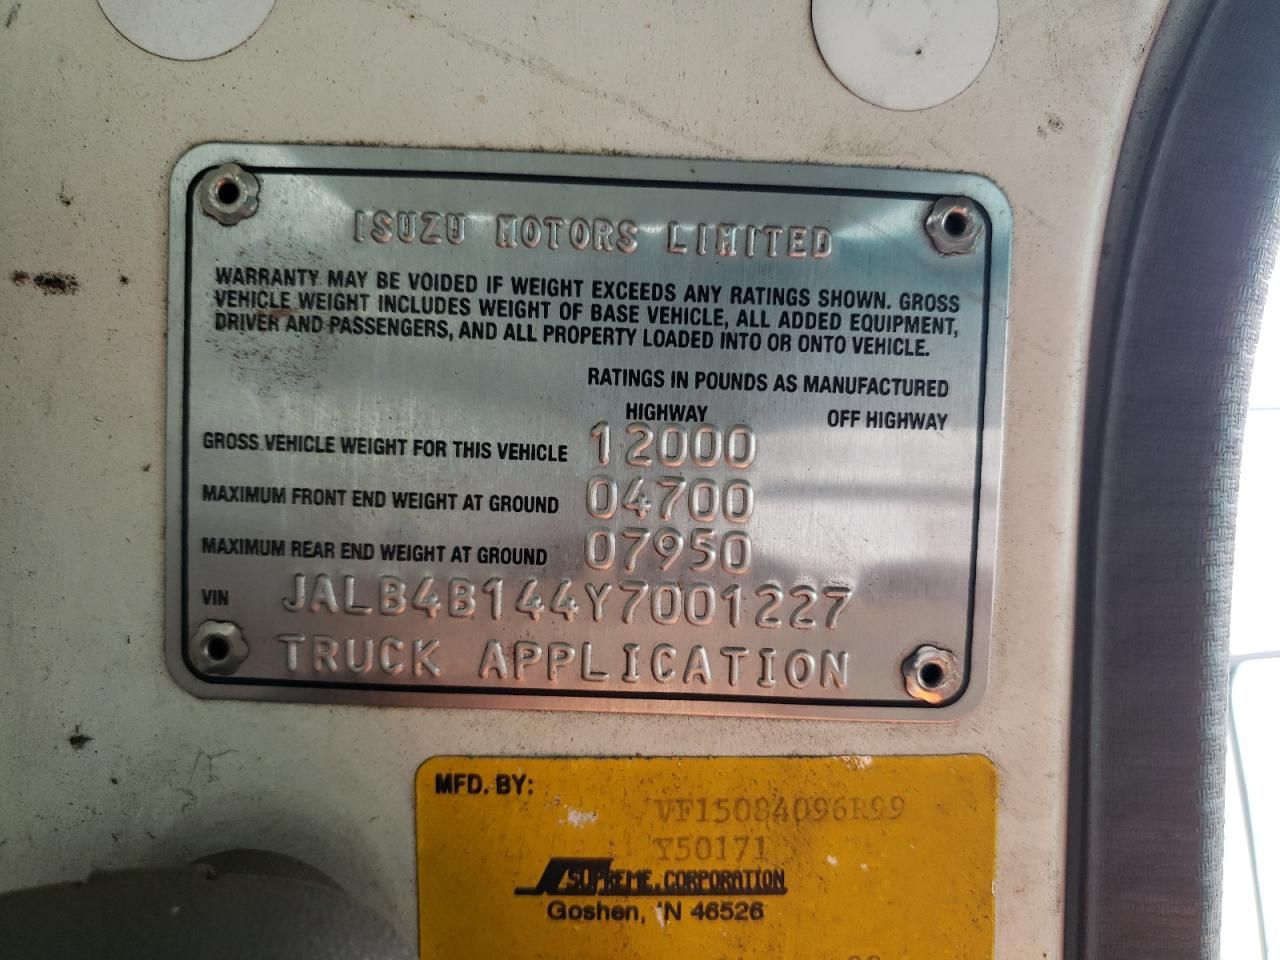 ISUZU MOTORS LIMITED
WARRANTY MAY BE VOIDED IF WEIGHT EXCEEDS ANY RATINGS SHOWN. GROSS
VEHICLE WEIGHT INCLUDES WEIGHT OF BASE VEHICLE, ALL ADDED EQUIPMENT,
DRIVER AND PASSENGERS, AND ALL PROPERTY LOADED INTO OR ONTO VEHICLE.
RATINGS IN POUNDS AS MANUFACTURED
HIGHWAY OFF HIGHWAY
GROSS VEHICLE WEIGHT FOR THIS VEHICLE 12000
MAXIMUM FRONT END WEIGHT AT GROUND 04700
MAXIMUM REAR END WEIGHT AT GROUND 07950
VIN JALB4B144Y7001227
TRUCK APPLICATION
MFD. BY:
VF15084096R99
Y50171
SUPREME CORPORATION
Goshen, IN 46526